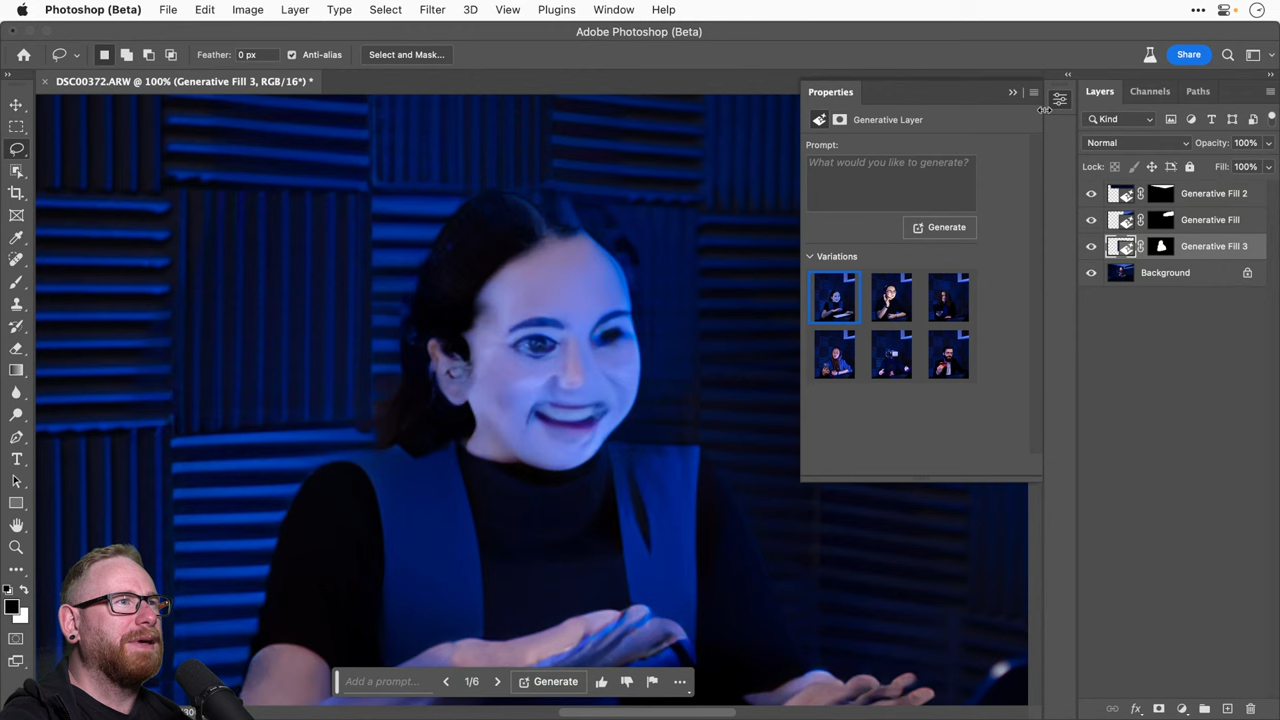 Photoshop (Beta) File Edit Image Layer Type Select Filter 3D View Plugins Window Help
Adobe Photoshop (Beta)
Feather: 0 px Anti-alias Select and Mask... Share
DSC00372.ARW @ 100% (Generative Fill 3, RGB/16*) *
Properties
Generative Layer
Prompt:
What would you like to generate?
Generate
Variations
Layers Channels Paths
Kind
Normal Opacity: 100%
Lock: Fill: 100%
Generative Fill 2
Generative Fill
Generative Fill 3
Background
Add a prompt... 1/6 Generate